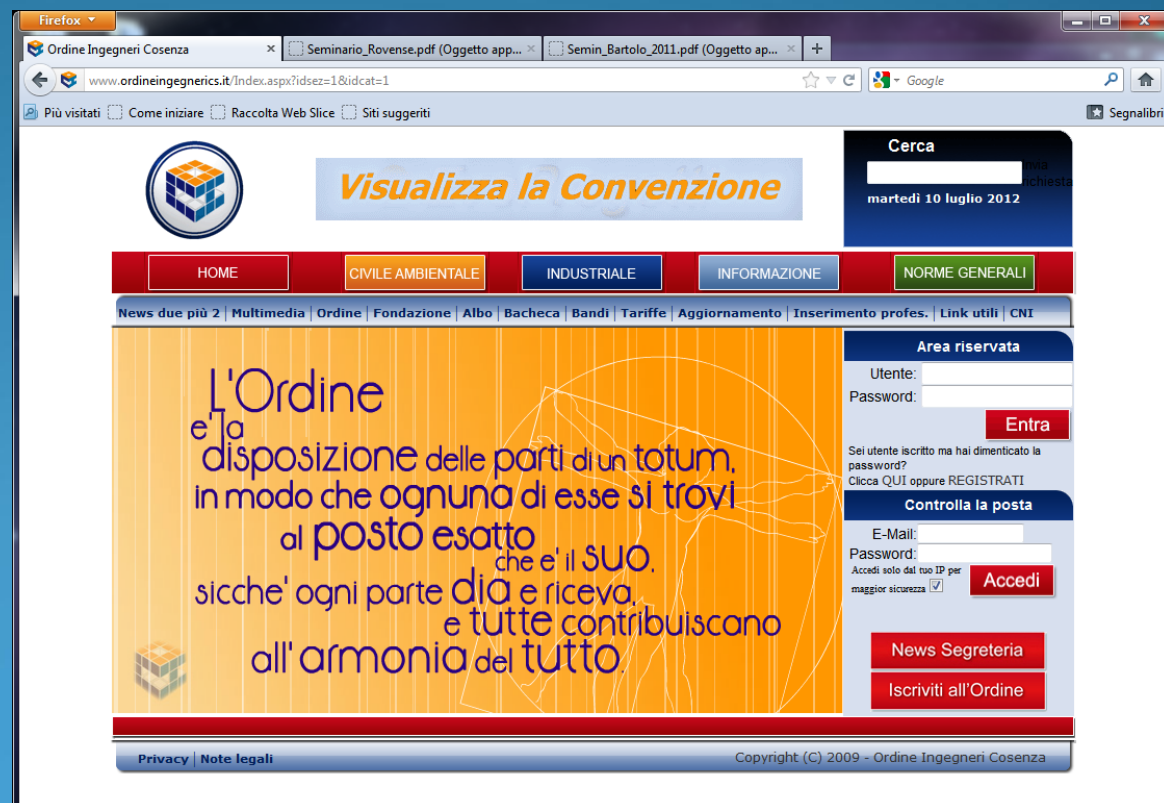 Firefox
Ordine Ingegneri Cosenza
Seminario_Rovense.pdf (Oggetto app...
Semin_Bartolo_2011.pdf (Oggetto ap...
www.ordineingegnerics.it/Index.aspx?idsez=1&idcat=1
Google
Più visitati Come iniziare Raccolta Web Slice Siti suggeriti
Segnalibri
Visualizza la Convenzione
Cerca
invia
richiesta
martedì 10 luglio 2012
HOME
CIVILE AMBIENTALE
INDUSTRIALE
INFORMAZIONE
NORME GENERALI
News due più 2 | Multimedia | Ordine | Fondazione | Albo | Bacheca | Bandi | Tariffe | Aggiornamento | Inserimento profes. | Link utili | CNI
L'Ordine
e' la
disposizione delle parti di un totum,
in modo che ognuna di esse si trovi
al posto esatto
che e' il suo,
sicche' ogni parte dia e riceva,
e tutte contribuiscano
all'armonia del tutto.
Area riservata
Utente:
Password:
Entra
Sei utente iscritto ma hai dimenticato la
password?
Clicca QUI oppure REGISTRATI
Controlla la posta
E-Mail:
Password:
Accedi solo dal tuo IP per
maggior sicurezza
Accedi
News Segreteria
Iscriviti all'Ordine
Privacy | Note legali
Copyright (C) 2009 - Ordine Ingegneri Cosenza